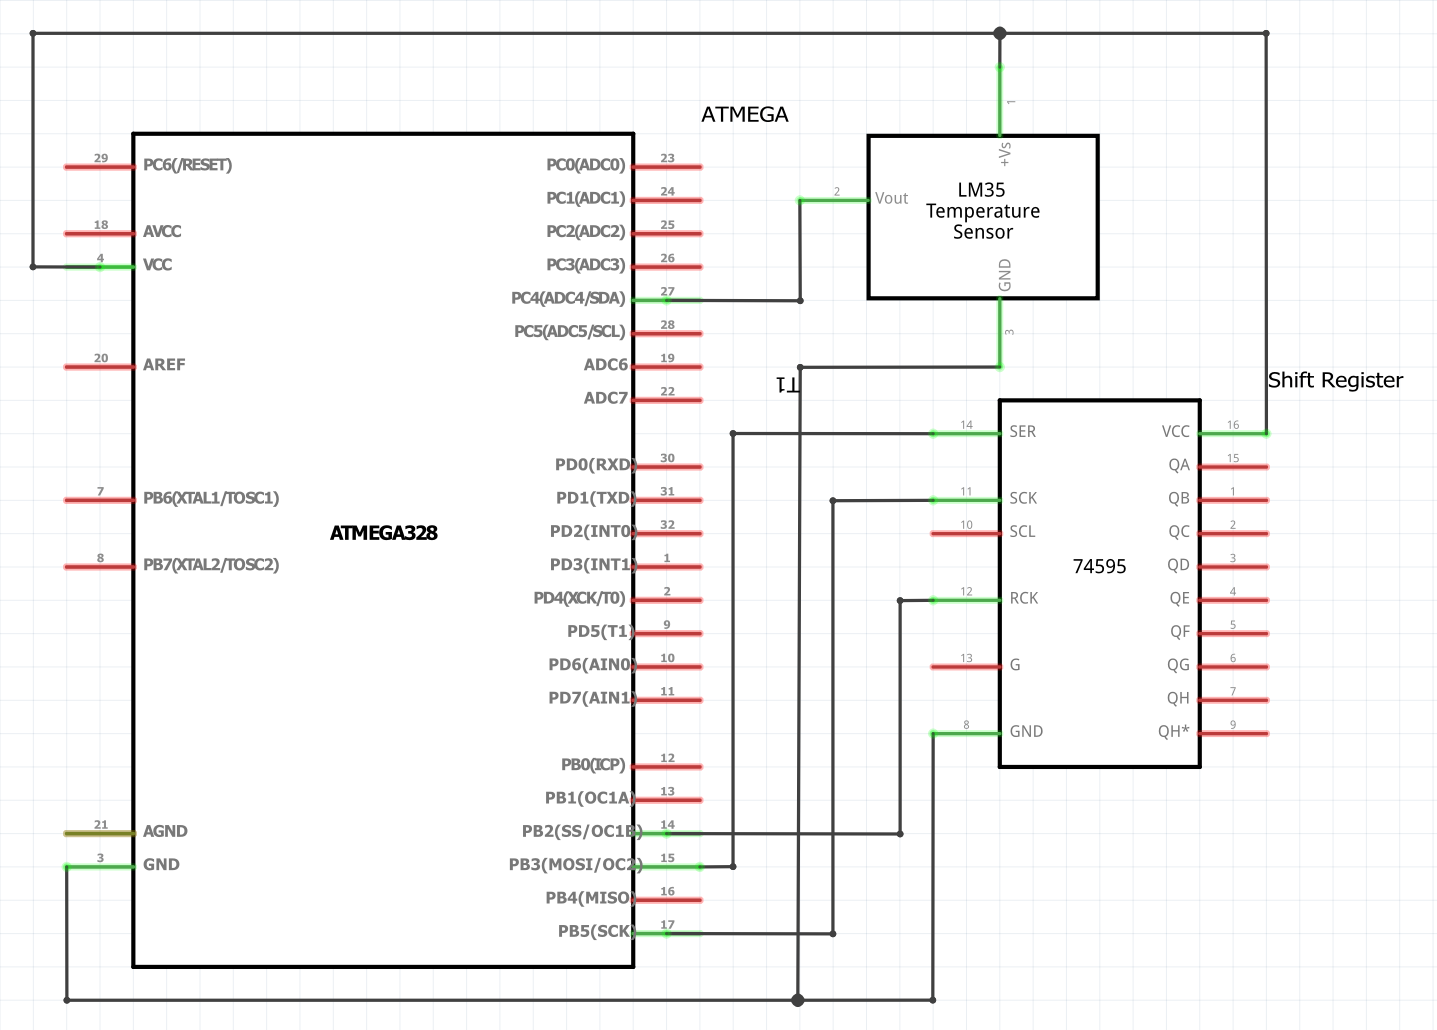 ATMEGA
29 PC6(/RESET)
18 AVCC
4 VCC
20 AREF
7 PB6(XTAL1/TOSC1)
8 PB7(XTAL2/TOSC2)
21 AGND
3 GND
ATMEGA328
PC0(ADC0) 23
PC1(ADC1) 24
PC2(ADC2) 25
PC3(ADC3) 26
PC4(ADC4/SDA) 27
PC5(ADC5/SCL) 28
ADC6 19
ADC7 22
PD0(RXD) 30
PD1(TXD) 31
PD2(INT0) 32
PD3(INT1) 1
PD4(XCK/T0) 2
PD5(T1) 9
PD6(AIN0) 10
PD7(AIN1) 11
PB0(ICP) 12
PB1(OC1A) 13
PB2(SS/OC1B) 14
PB3(MOSI/OC2) 15
PB4(MISO) 16
PB5(SCK) 17
1
+Vs
2 Vout
LM35
Temperature
Sensor
GND
3
T1
Shift Register
14 SER
11 SCK
10 SCL
12 RCK
13 G
8 GND
74595
VCC 16
QA 15
QB 1
QC 2
QD 3
QE 4
QF 5
QG 6
QH 7
QH* 9